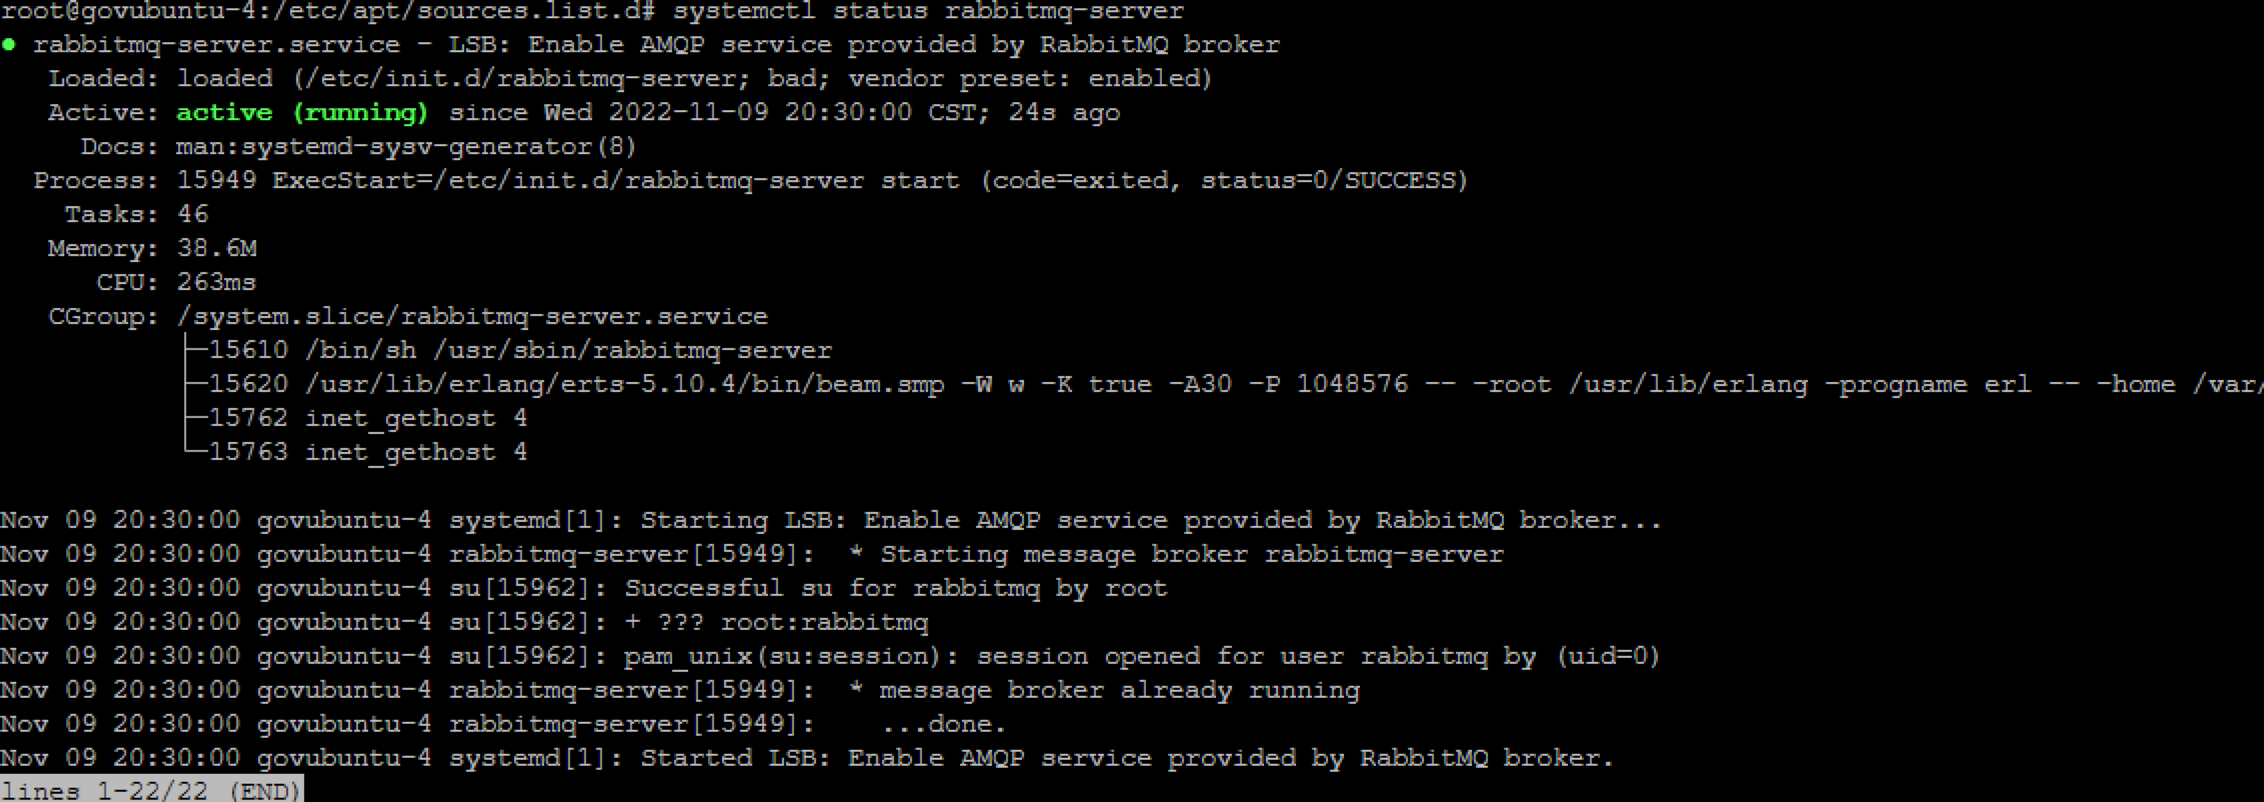 root@govubuntu-4:/etc/apt/sources.list.d# systemctl status rabbitmq-server
● rabbitmq-server.service - LSB: Enable AMQP service provided by RabbitMQ broker
   Loaded: loaded (/etc/init.d/rabbitmq-server; bad; vendor preset: enabled)
   Active: active (running) since Wed 2022-11-09 20:30:00 CST; 24s ago
     Docs: man:systemd-sysv-generator(8)
  Process: 15949 ExecStart=/etc/init.d/rabbitmq-server start (code=exited, status=0/SUCCESS)
    Tasks: 46
   Memory: 38.6M
      CPU: 263ms
   CGroup: /system.slice/rabbitmq-server.service
           ├─15610 /bin/sh /usr/sbin/rabbitmq-server
           ├─15620 /usr/lib/erlang/erts-5.10.4/bin/beam.smp -W w -K true -A30 -P 1048576 -- -root /usr/lib/erlang -progname erl -- -home /var/
           ├─15762 inet_gethost 4
           └─15763 inet_gethost 4
Nov 09 20:30:00 govubuntu-4 systemd[1]: Starting LSB: Enable AMQP service provided by RabbitMQ broker...
Nov 09 20:30:00 govubuntu-4 rabbitmq-server[15949]:  * Starting message broker rabbitmq-server
Nov 09 20:30:00 govubuntu-4 su[15962]: Successful su for rabbitmq by root
Nov 09 20:30:00 govubuntu-4 su[15962]: + ??? root:rabbitmq
Nov 09 20:30:00 govubuntu-4 su[15962]: pam_unix(su:session): session opened for user rabbitmq by (uid=0)
Nov 09 20:30:00 govubuntu-4 rabbitmq-server[15949]:  * message broker already running
Nov 09 20:30:00 govubuntu-4 rabbitmq-server[15949]:    ...done.
Nov 09 20:30:00 govubuntu-4 systemd[1]: Started LSB: Enable AMQP service provided by RabbitMQ broker.
lines 1-22/22 (END)